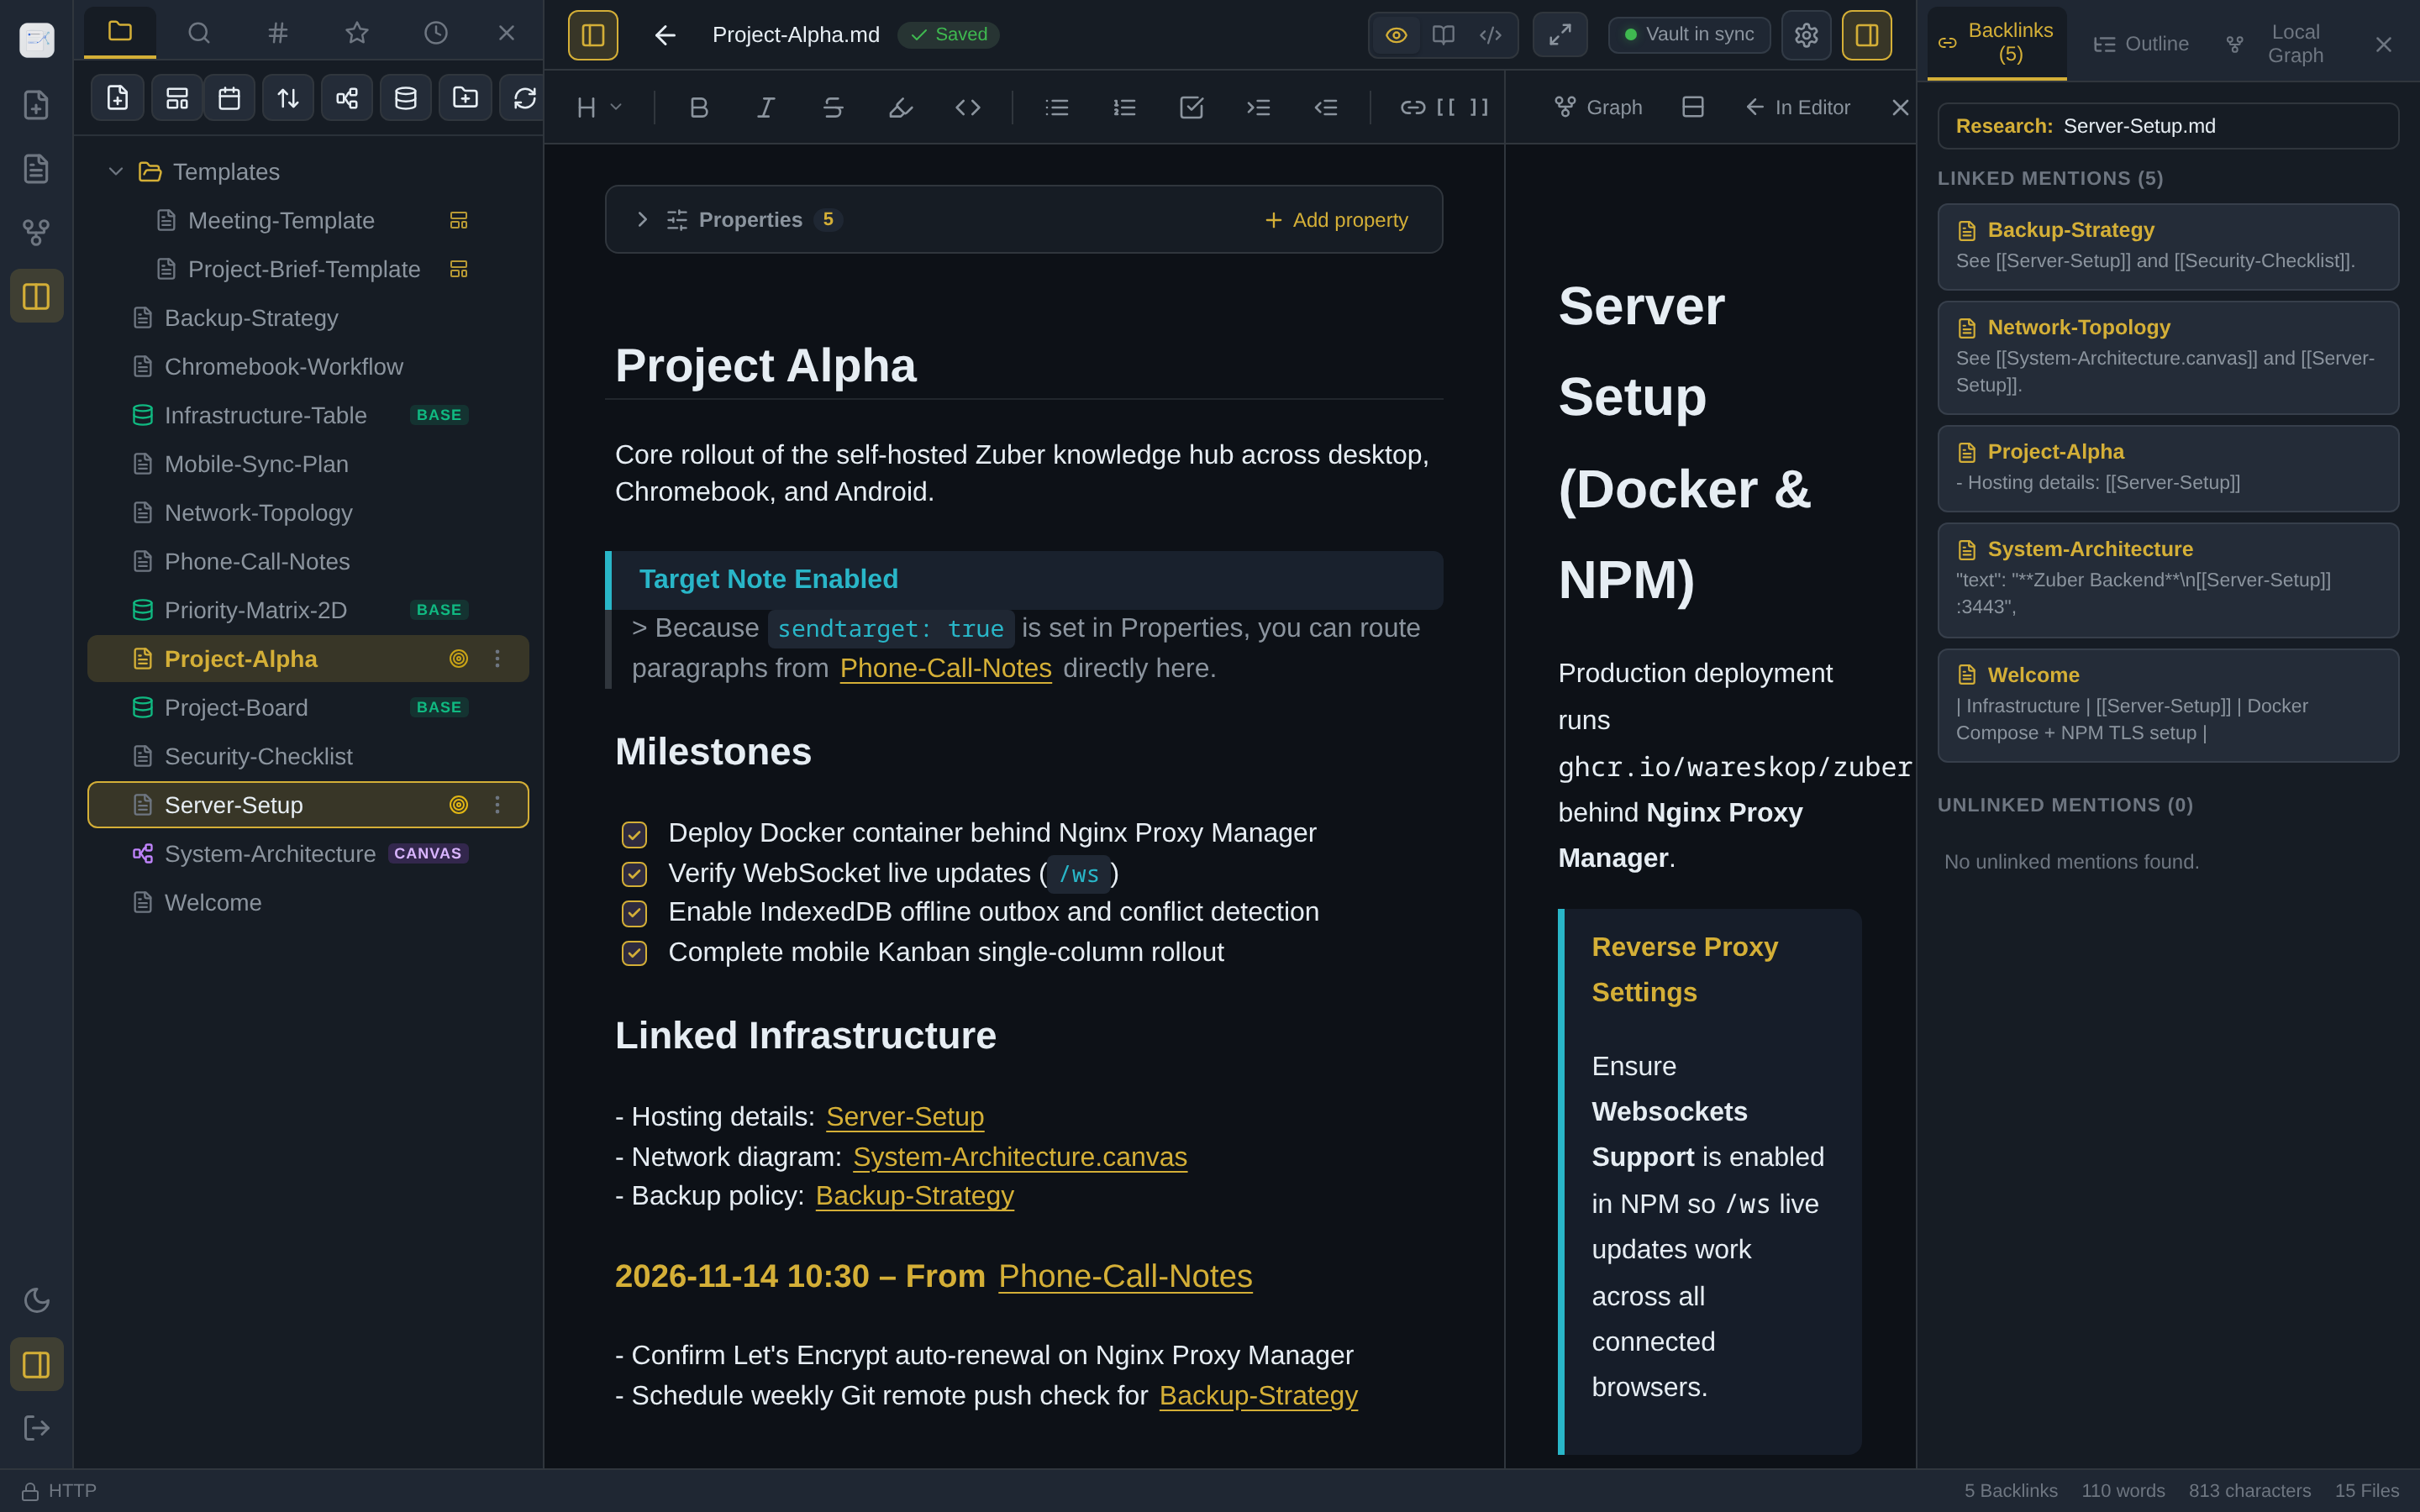 Project-Alpha.md
Saved
Vault in sync
Backlinks
(5)
Outline
Local
Graph
H
B
I
S
[[ ]]
Graph
In Editor
Templates
Meeting-Template
Project-Brief-Template
Backup-Strategy
Chromebook-Workflow
Infrastructure-Table BASE
Mobile-Sync-Plan
Network-Topology
Phone-Call-Notes
Priority-Matrix-2D BASE
Project-Alpha
Project-Board BASE
Security-Checklist
Server-Setup
System-Architecture CANVAS
Welcome
Properties 5
Add property
Project Alpha
Core rollout of the self-hosted Zuber knowledge hub across desktop,
Chromebook, and Android.
Target Note Enabled
> Because sendtarget: true is set in Properties, you can route
paragraphs from Phone-Call-Notes directly here.
Milestones
Deploy Docker container behind Nginx Proxy Manager
Verify WebSocket live updates (/ws)
Enable IndexedDB offline outbox and conflict detection
Complete mobile Kanban single-column rollout
Linked Infrastructure
- Hosting details: Server-Setup
- Network diagram: System-Architecture.canvas
- Backup policy: Backup-Strategy
2026-11-14 10:30 – From Phone-Call-Notes
- Confirm Let's Encrypt auto-renewal on Nginx Proxy Manager
- Schedule weekly Git remote push check for Backup-Strategy
Server
Setup
(Docker &
NPM)
Production deployment
runs
ghcr.io/wareskop/zuber
behind Nginx Proxy
Manager.
Reverse Proxy
Settings
Ensure
Websockets
Support is enabled
in NPM so /ws live
updates work
across all
connected
browsers.
Research: Server-Setup.md
LINKED MENTIONS (5)
Backup-Strategy
See [[Server-Setup]] and [[Security-Checklist]].
Network-Topology
See [[System-Architecture.canvas]] and [[Server-
Setup]].
Project-Alpha
- Hosting details: [[Server-Setup]]
System-Architecture
"text": "**Zuber Backend**\n[[Server-Setup]]
:3443",
Welcome
| Infrastructure | [[Server-Setup]] | Docker
Compose + NPM TLS setup |
UNLINKED MENTIONS (0)
No unlinked mentions found.
HTTP
5 Backlinks 110 words 813 characters 15 Files